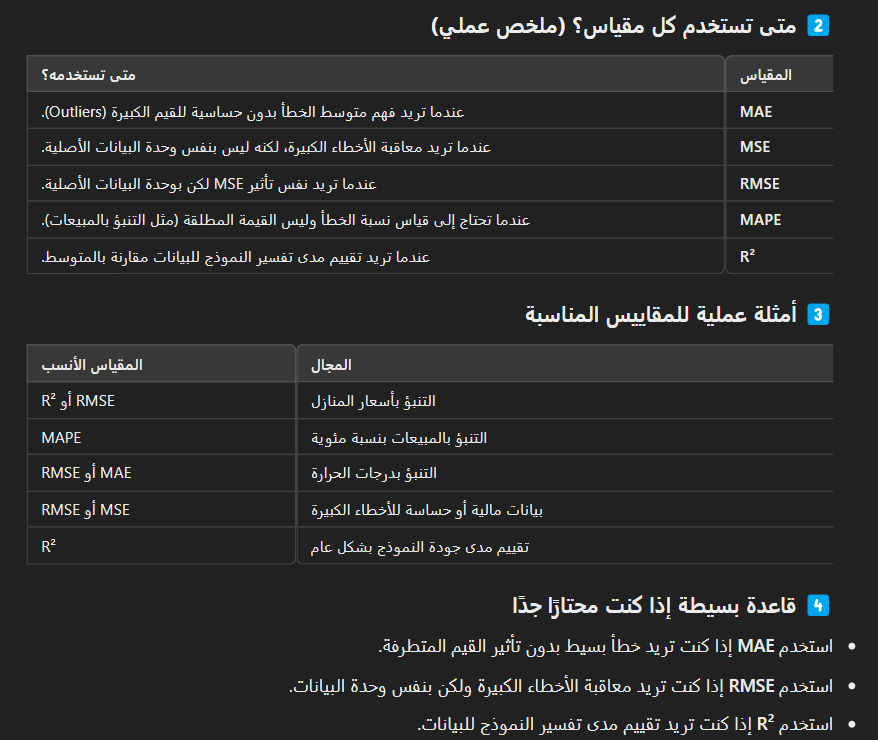 2 متى تستخدم كل مقياس؟ (ملخص عملي)
المقياس متى تستخدمه؟
MAE عندما تريد فهم متوسط الخطأ بدون حساسية للقيم الكبيرة (Outliers).
MSE عندما تريد معاقبة الأخطاء الكبيرة، لكنه ليس بنفس وحدة البيانات الأصلية.
RMSE عندما تريد نفس تأثير MSE لكن بوحدة البيانات الأصلية.
MAPE عندما تحتاج إلى قياس نسبة الخطأ وليس القيمة المطلقة (مثل التنبؤ بالمبيعات).
R² عندما تريد تقييم مدى تفسير النموذج للبيانات مقارنة بالمتوسط.
3 أمثلة عملية للمقاييس المناسبة
المجال المقياس الأنسب
التنبؤ بأسعار المنازل RMSE أو R²
التنبؤ بالمبيعات بنسبة مئوية MAPE
التنبؤ بدرجات الحرارة MAE أو RMSE
بيانات مالية أو حساسة للأخطاء الكبيرة MSE أو RMSE
تقييم مدى جودة النموذج بشكل عام R²
4 قاعدة بسيطة إذا كنت محتارًا جدًا
• استخدم MAE إذا كنت تريد خطأ بسيط بدون تأثير القيم المتطرفة.
• استخدم RMSE إذا كنت تريد معاقبة الأخطاء الكبيرة ولكن بنفس وحدة البيانات.
• استخدم R² إذا كنت تريد تقييم مدى تفسير النموذج للبيانات.